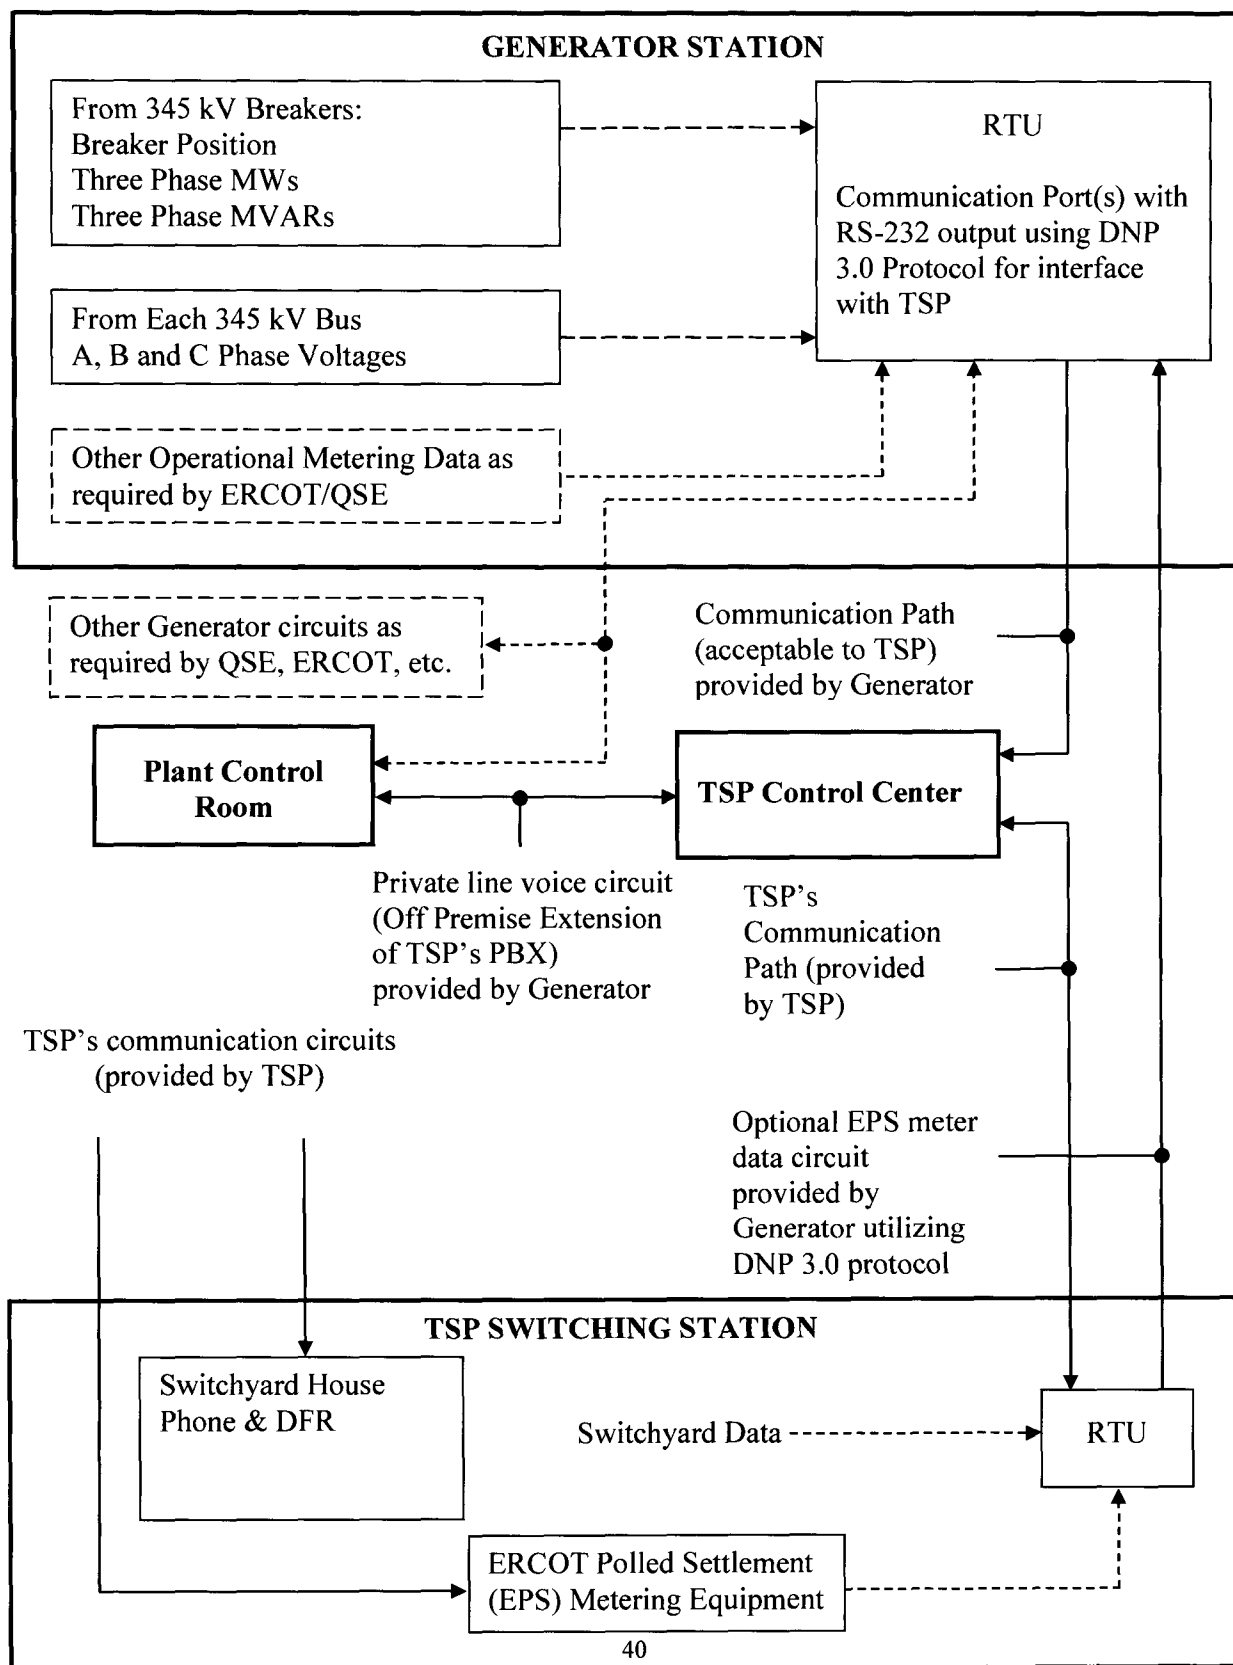 GENERATOR STATION
From 345 kV Breakers:
Breaker Position
Three Phase MWs
Three Phase MVARs
RTU
Communication Port(s) with
RS-232 output using DNP
3.0 Protocol for interface
with TSP
From Each 345 kV Bus
A, B and C Phase Voltages
Other Operational Metering Data as
required by ERCOT/QSE
Other Generator circuits as
required by QSE, ERCOT, etc.
Communication Path
(acceptable to TSP)
provided by Generator
Plant Control
Room
TSP Control Center
Private line voice circuit
(Off Premise Extension
of TSP's PBX)
provided by Generator
TSP's
Communication
Path (provided
by TSP)
TSP's communication circuits
(provided by TSP)
Optional EPS meter
data circuit
provided by
Generator utilizing
DNP 3.0 protocol
TSP SWITCHING STATION
Switchyard House
Phone & DFR
Switchyard Data
RTU
ERCOT Polled Settlement
(EPS) Metering Equipment
40